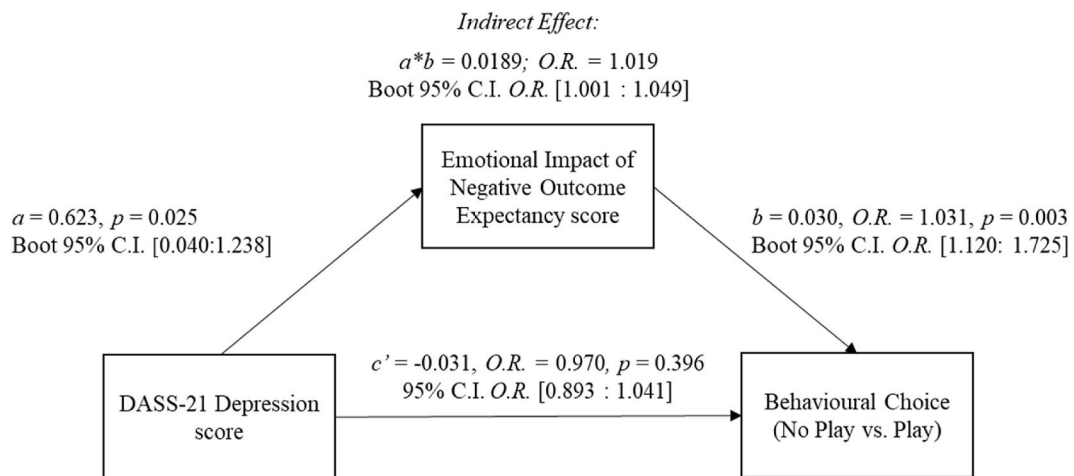 Indirect Effect:
a*b = 0.0189; O.R. = 1.019
Boot 95% C.I. O.R. [1.001 : 1.049]
Emotional Impact of
Negative Outcome
Expectancy score
a = 0.623, p = 0.025
Boot 95% C.I. [0.040:1.238]
b = 0.030, O.R. = 1.031, p = 0.003
Boot 95% C.I. O.R. [1.120: 1.725]
c’ = -0.031, O.R. = 0.970, p = 0.396
95% C.I. O.R. [0.893 : 1.041]
DASS-21 Depression
score
Behavioural Choice
(No Play vs. Play)